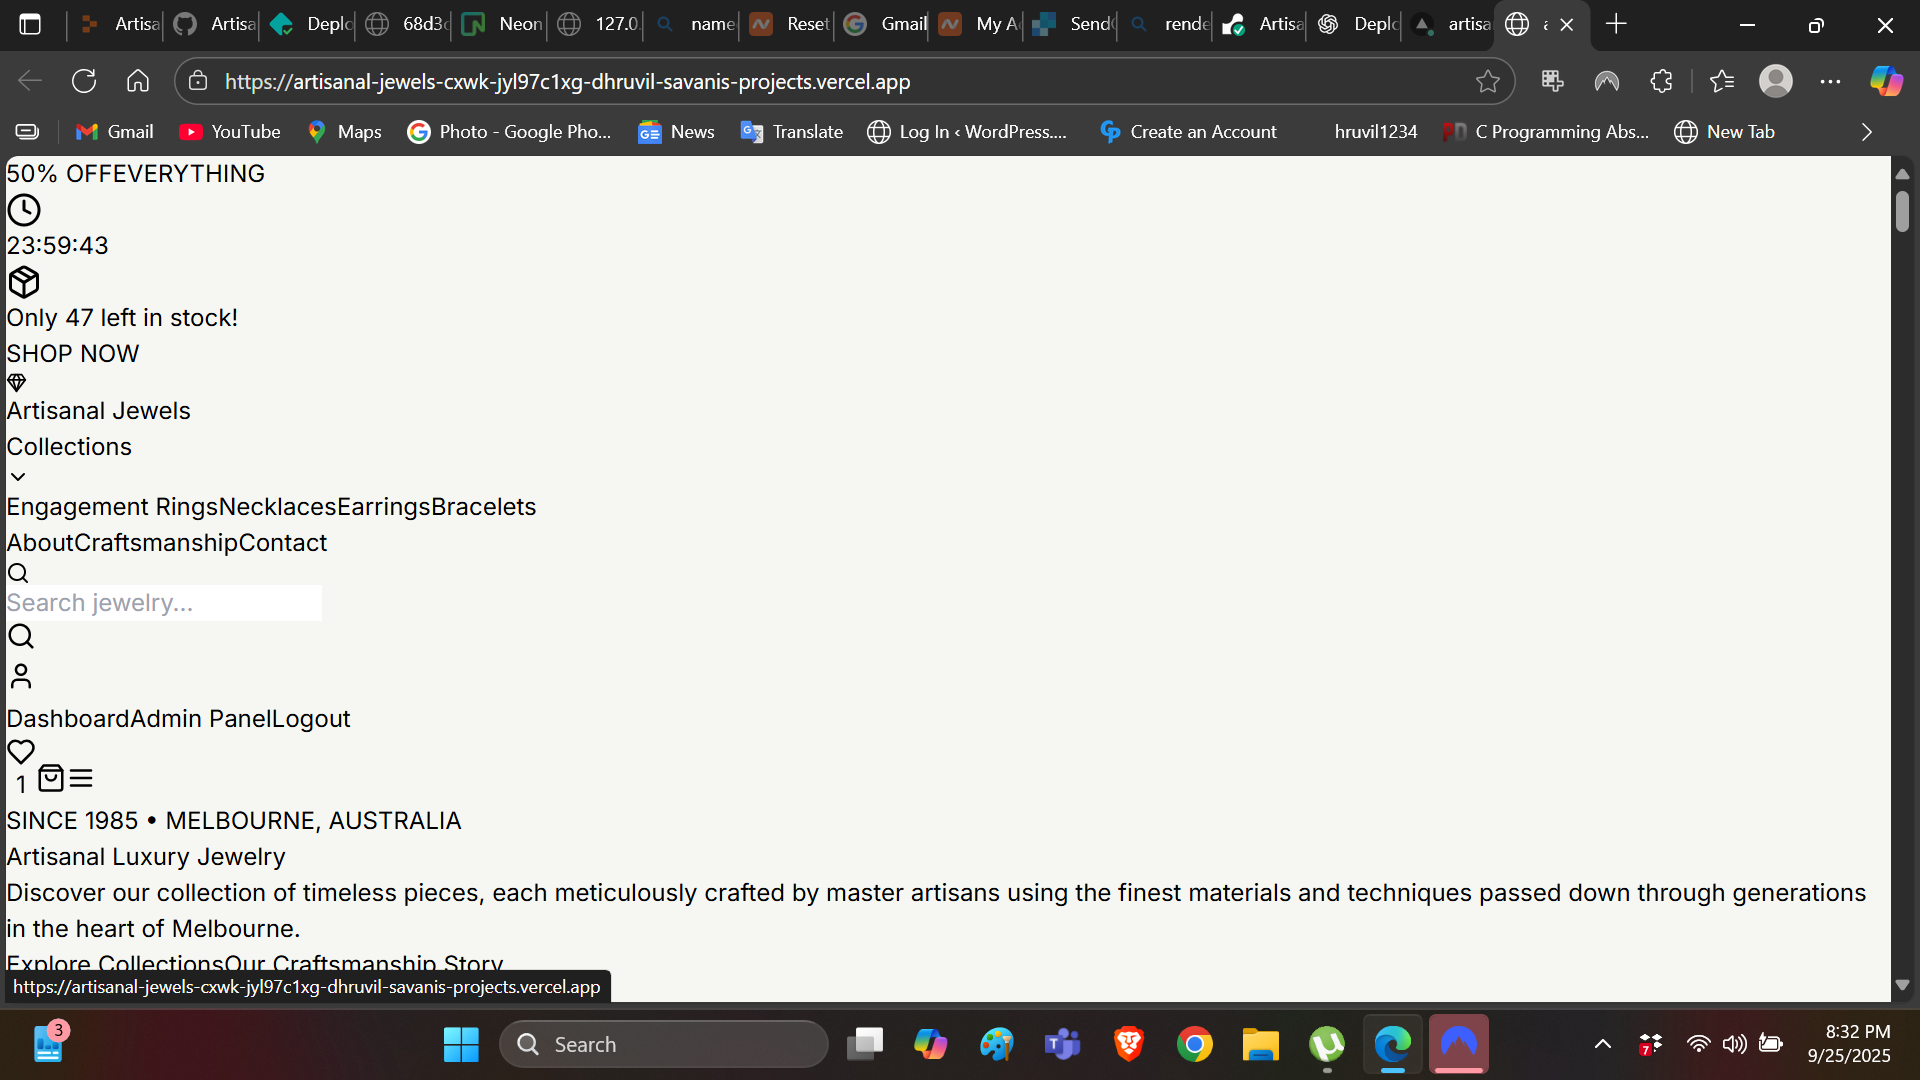 Artisa
Artisa
Deplo
68d3c
Neon
127.0.
name
Reset
Gmail
My A
Send
rende
Artisa
Deplo
artisa
https://artisanal-jewels-cxwk-jyl97c1xg-dhruvil-savanis-projects.vercel.app
Gmail YouTube Maps Photo - Google Pho... News Translate Log In ‹ WordPress.... Create an Account hruvil1234 C Programming Abs... New Tab
50% OFFEVERYTHING
23:59:43
Only 47 left in stock!
SHOP NOW
Artisanal Jewels
Collections
Engagement RingsNecklacesEarringsBracelets
AboutCraftsmanshipContact
Search jewelry...
DashboardAdmin PanelLogout
1
SINCE 1985 • MELBOURNE, AUSTRALIA
Artisanal Luxury Jewelry
Discover our collection of timeless pieces, each meticulously crafted by master artisans using the finest materials and techniques passed down through generations
in the heart of Melbourne.
Explore CollectionsOur Craftsmanship Story
https://artisanal-jewels-cxwk-jyl97c1xg-dhruvil-savanis-projects.vercel.app
3
Search
7
8:32 PM
9/25/2025